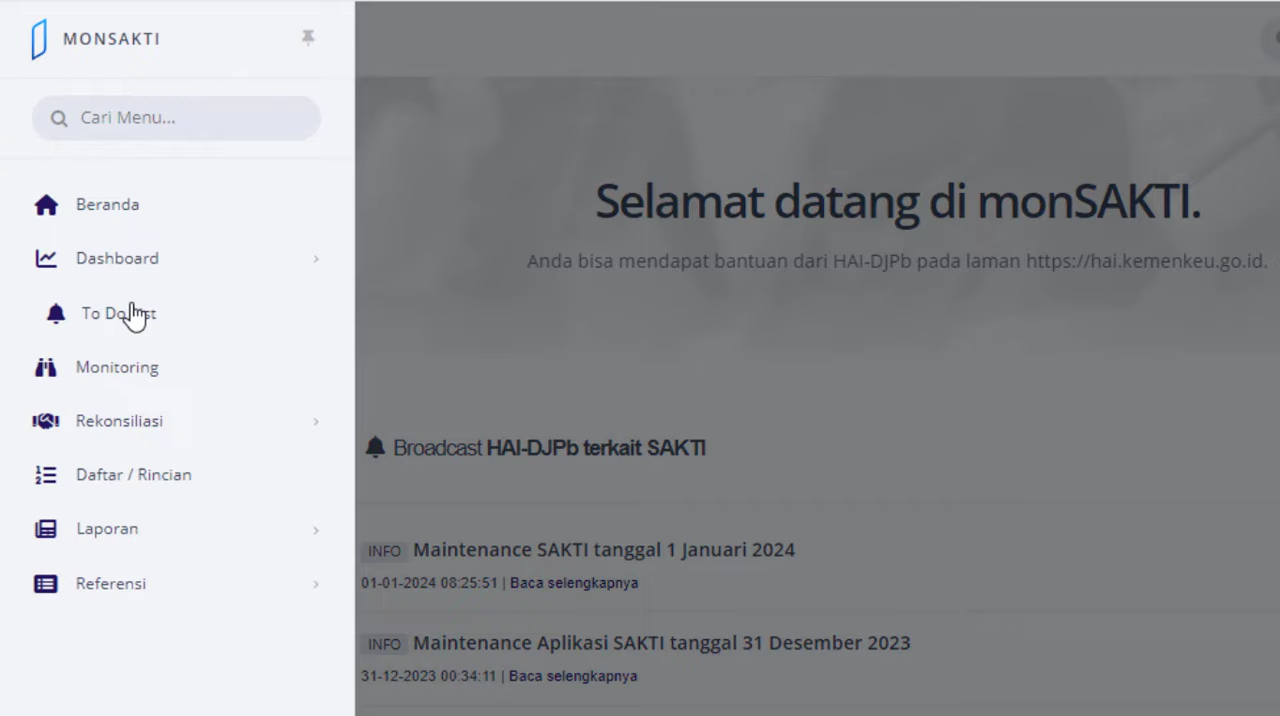 MONSAKTI
Cari Menu...
Beranda
Dashboard
To Do List
Monitoring
Rekonsiliasi
Daftar / Rincian
Laporan
Referensi
Selamat datang di monSAKTI.
Anda bisa mendapat bantuan dari HAI-DJPb pada laman https://hai.kemenkeu.go.id.
Broadcast HAI-DJPb terkait SAKTI
INFO Maintenance SAKTI tanggal 1 Januari 2024
01-01-2024 08:25:51 | Baca selengkapnya
INFO Maintenance Aplikasi SAKTI tanggal 31 Desember 2023
31-12-2023 00:34:11 | Baca selengkapnya